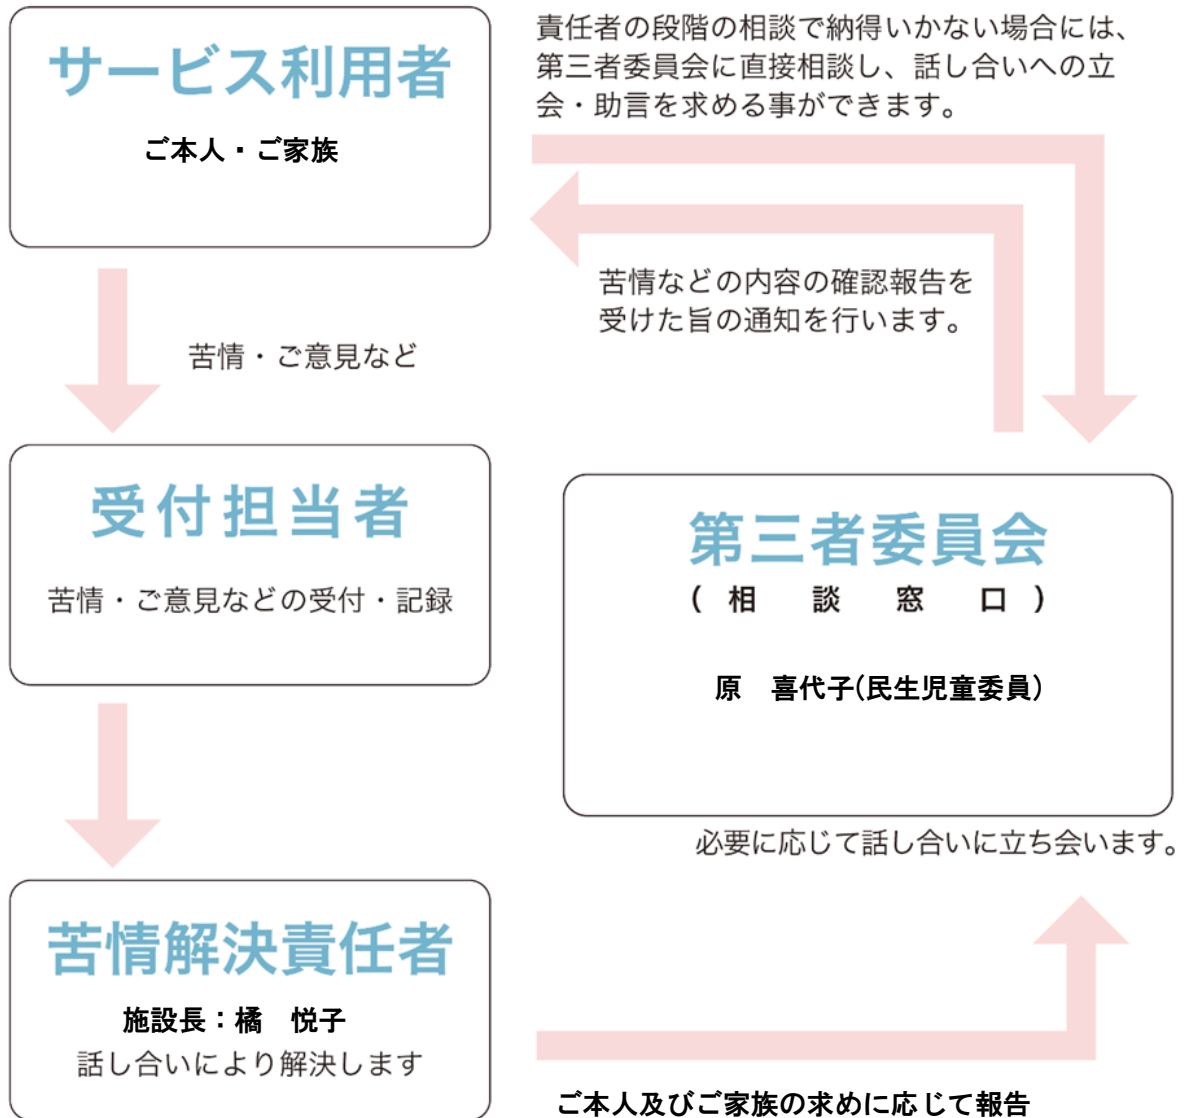 サービス利用者
ご本人・ご家族
責任者の段階の相談で納得いかない場合には、
第三者委員会に直接相談し、話し合いへの立
会・助言を求める事ができます。
苦情などの内容の確認報告を
受けた旨の通知を行います。
苦情・ご意見など
受付担当者
苦情・ご意見などの受付・記録
第三者委員会
(相 談 窓 口)
原 喜代子(民生児童委員)
必要に応じて話し合いに立ち会います。
苦情解決責任者
施設長：橘 悦子
話し合いにより解決します
ご本人及びご家族の求めに応じて報告